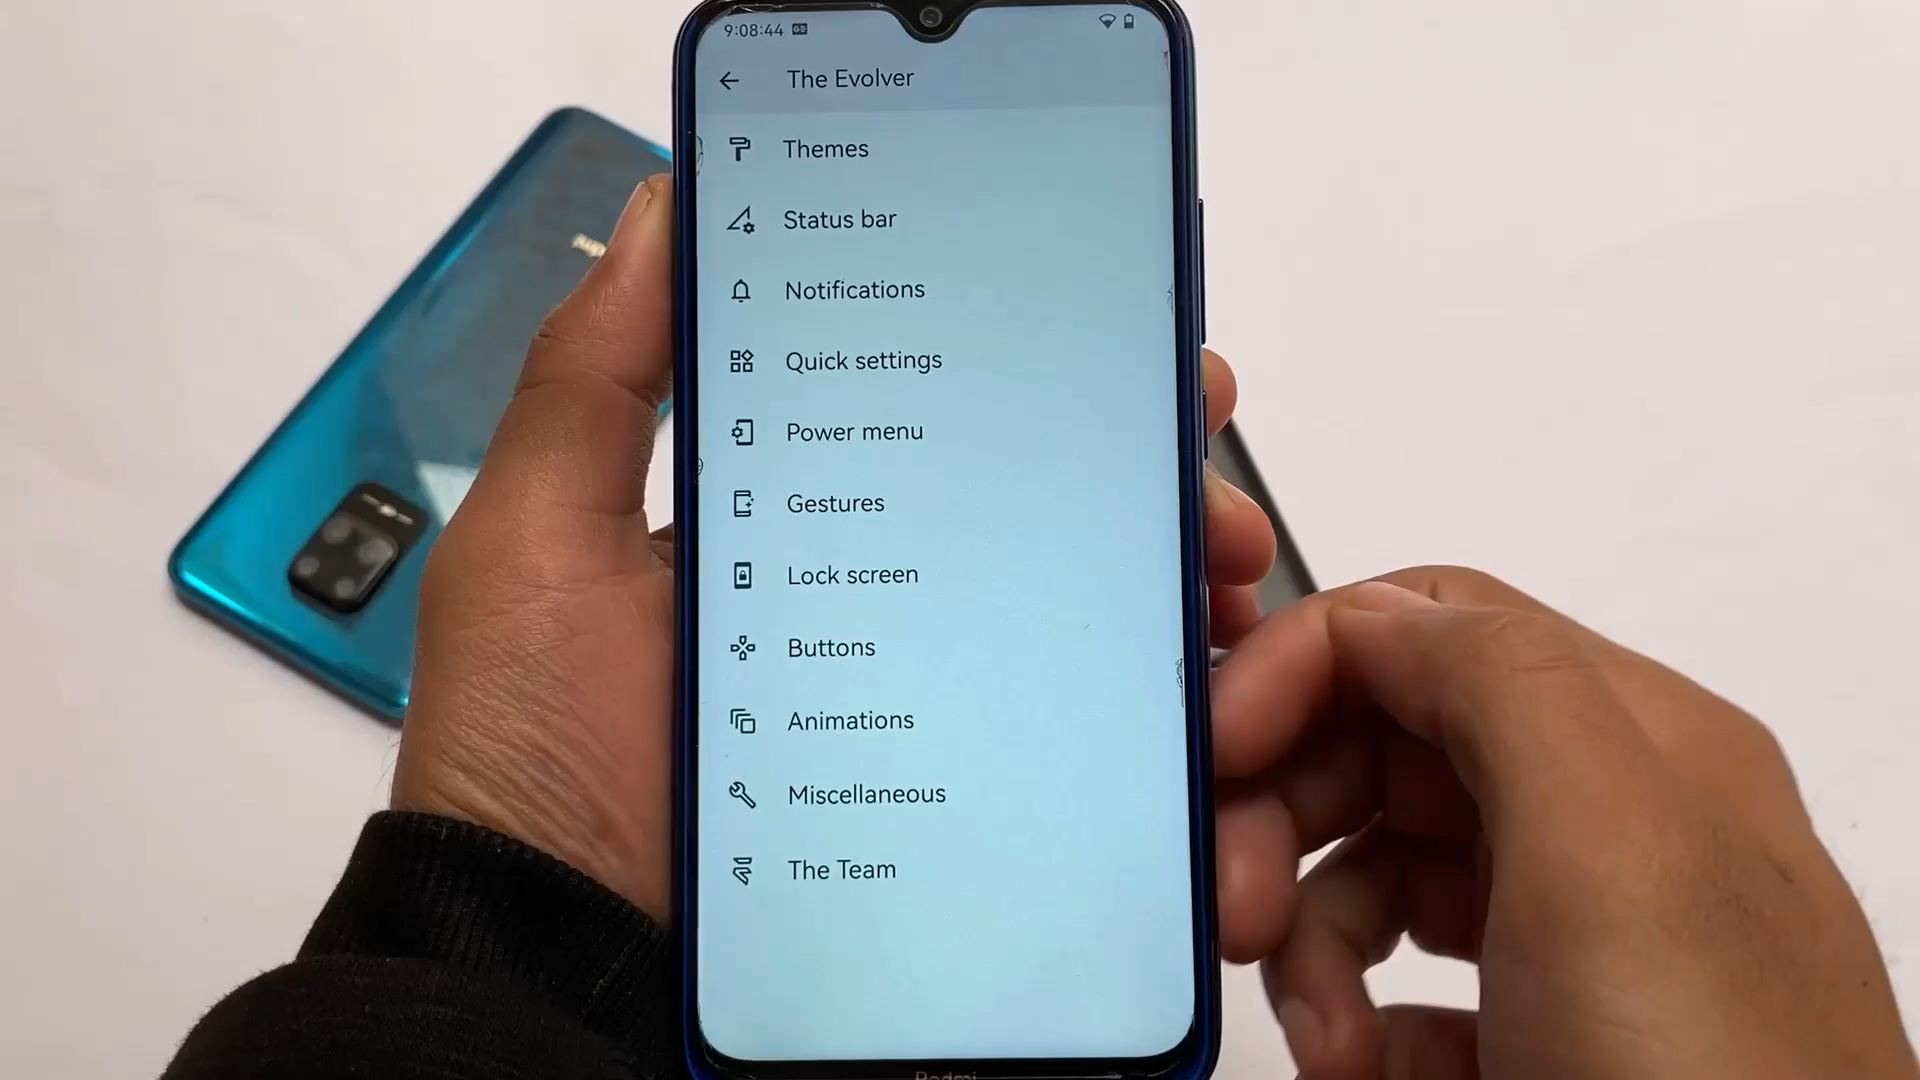 9:08:44
The Evolver
Themes
Status bar
Notifications
Quick settings
Power menu
Gestures
Lock screen
Buttons
Animations
Miscellaneous
The Team
Redmi